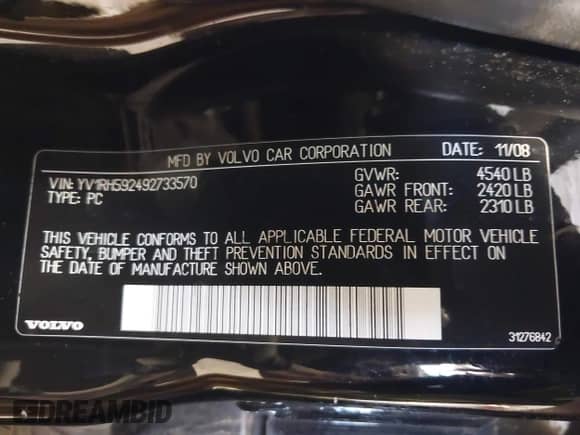 MFD BY VOLVO CAR CORPORATION DATE: 11/08
VIN: YV1RH592492733570 GVWR: 4540 LB
TYPE: PC GAWR FRONT: 2420 LB
GAWR REAR: 2310 LB
THIS VEHICLE CONFORMS TO ALL APPLICABLE FEDERAL MOTOR VEHICLE
SAFETY, BUMPER AND THEFT PREVENTION STANDARDS IN EFFECT ON
THE DATE OF MANUFACTURE SHOWN ABOVE.
VOLVO 31276842
DREAMBID